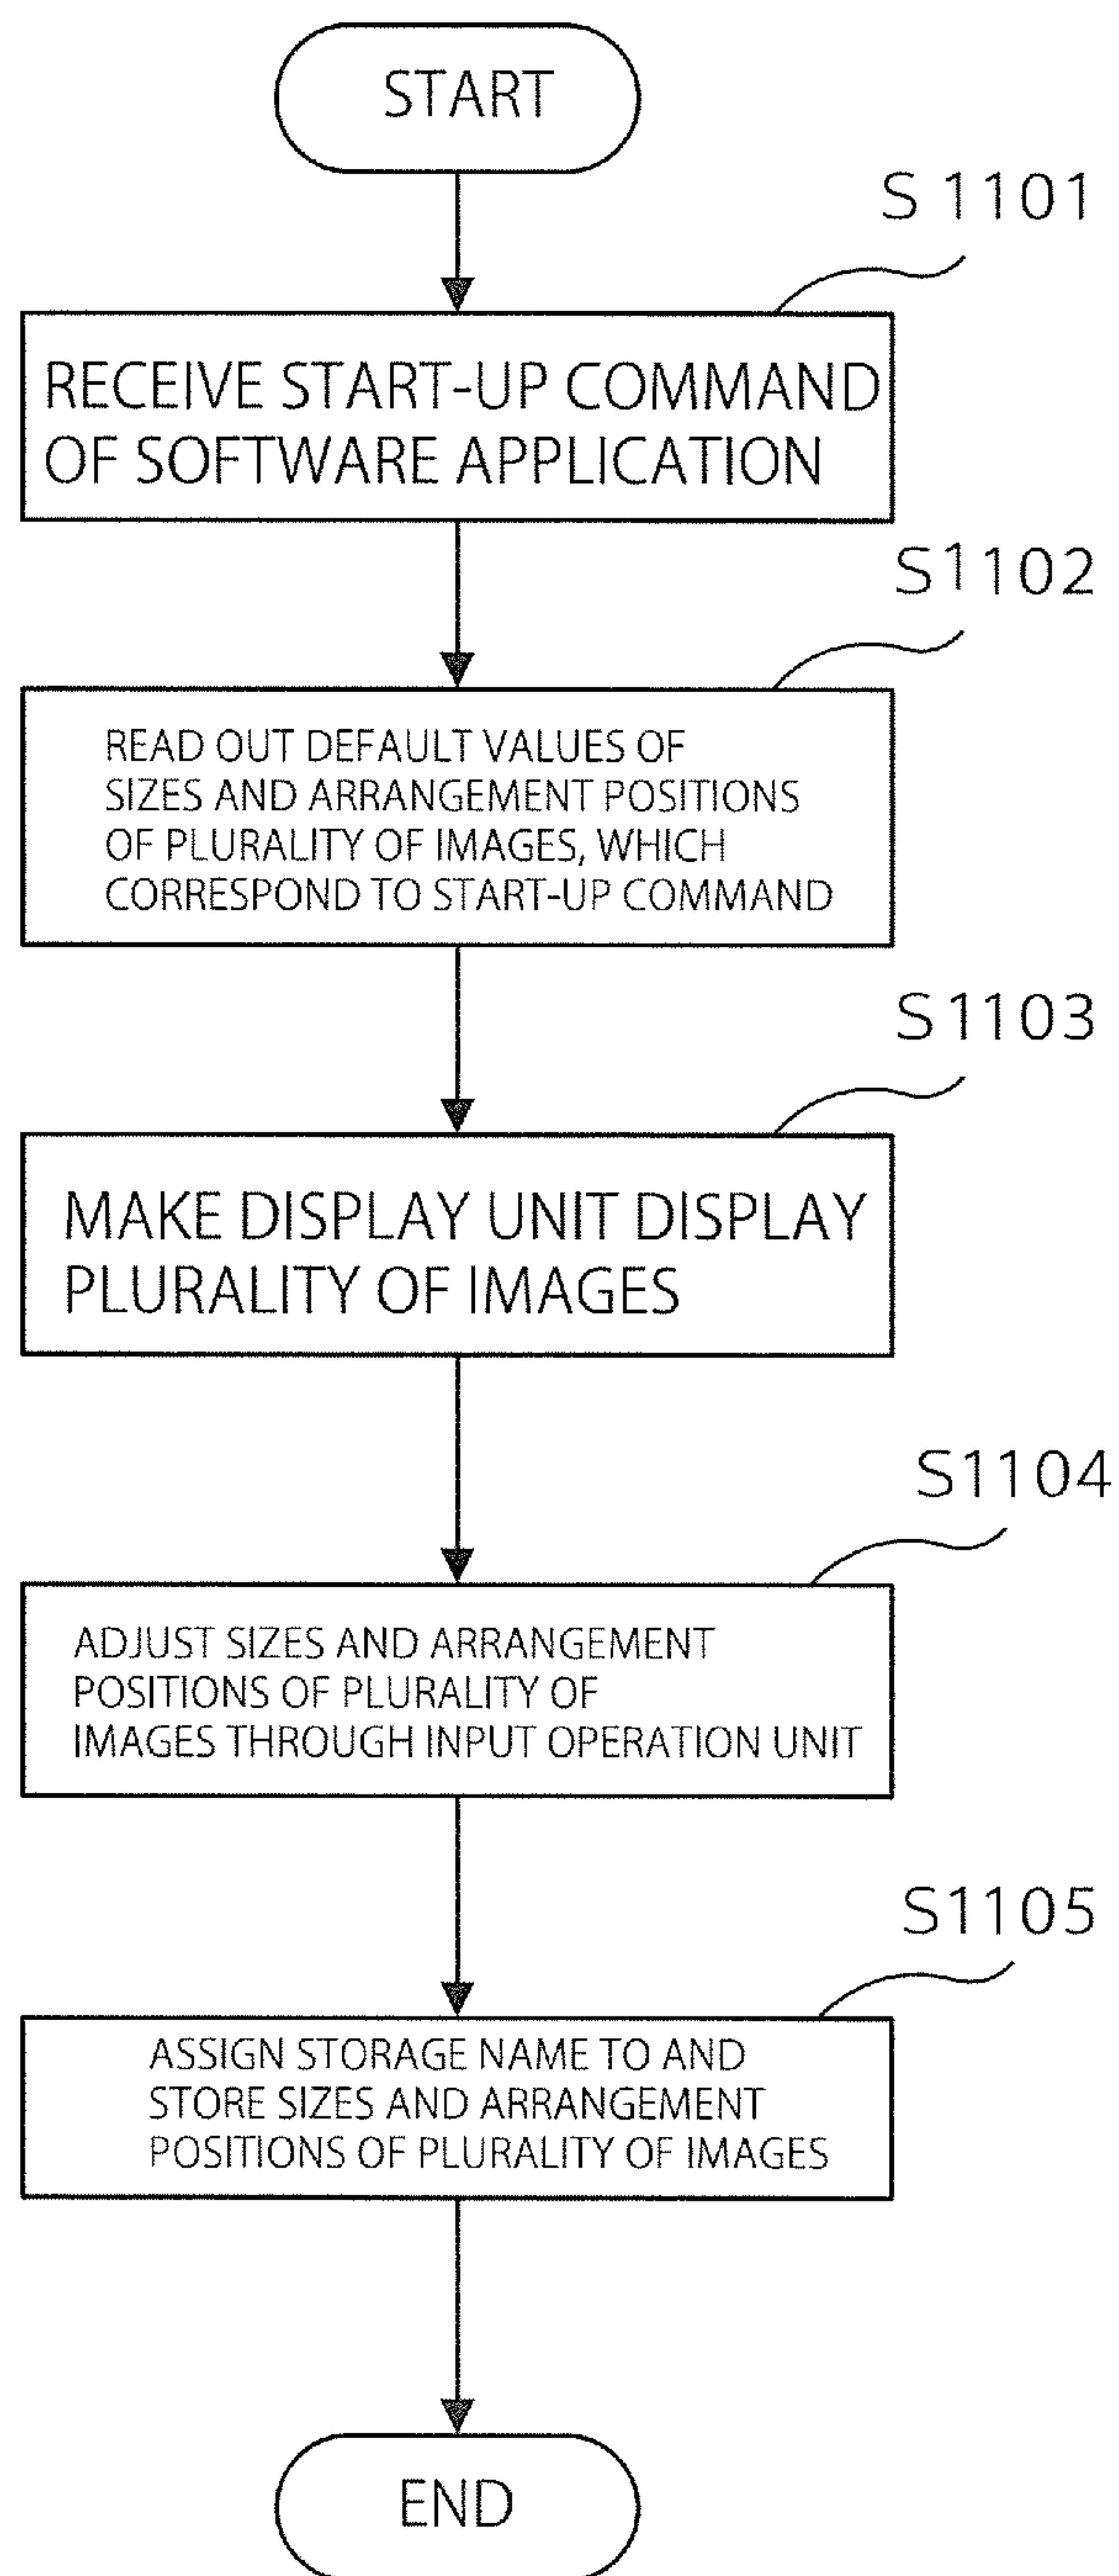 START
S 1101
RECEIVE START-UP COMMAND
OF SOFTWARE APPLICATION
S1102
READ OUT DEFAULT VALUES OF
SIZES AND ARRANGEMENT POSITIONS
OF PLURALITY OF IMAGES, WHICH
CORRESPOND TO START-UP COMMAND
S1103
MAKE DISPLAY UNIT DISPLAY
PLURALITY OF IMAGES
S1104
ADJUST SIZES AND ARRANGEMENT
POSITIONS OF PLURALITY OF
IMAGES THROUGH INPUT OPERATION UNIT
S1105
ASSIGN STORAGE NAME TO AND
STORE SIZES AND ARRANGEMENT
POSITIONS OF PLURALITY OF IMAGES
END